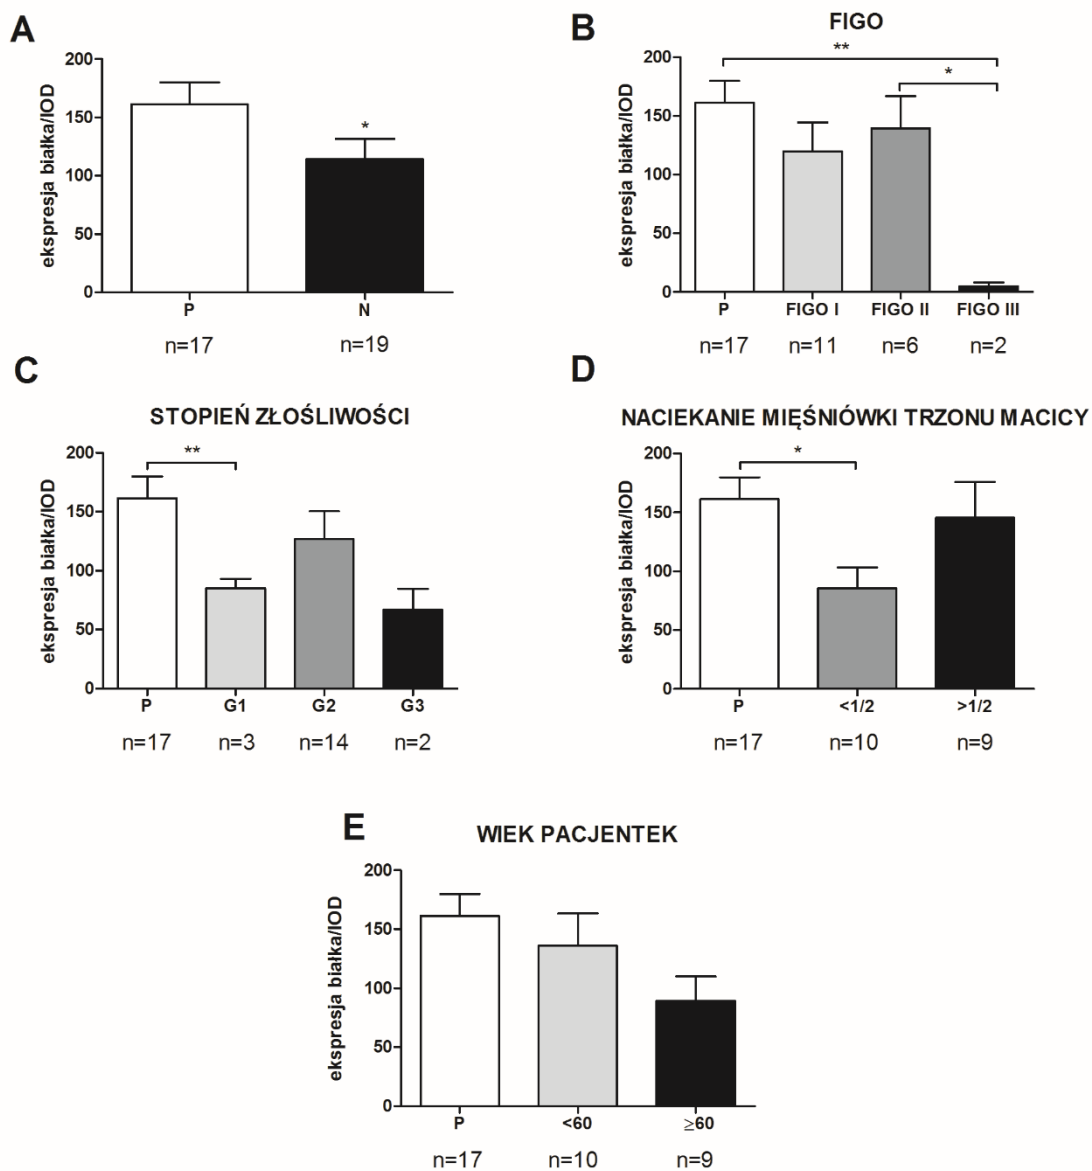 A
ekspresja białka/IOD
200
150
100
50
0
*
P
N
n=17
n=19
B
FIGO
ekspresja białka/IOD
200
150
100
50
0
**
*
P
FIGO I
FIGO II
FIGO III
n=17
n=11
n=6
n=2
C
STOPIEŃ ZŁOŚLIWOŚCI
ekspresja białka/IOD
200
150
100
50
0
**
P
G1
G2
G3
n=17
n=3
n=14
n=2
D
NACIEKANIE MIĘŚNIÓWKI TRZONU MACICY
ekspresja białka/IOD
200
150
100
50
0
*
P
<1/2
>1/2
n=17
n=10
n=9
E
WIEK PACJENTEK
ekspresja białka/IOD
200
150
100
50
0
P
<60
≥60
n=17
n=10
n=9